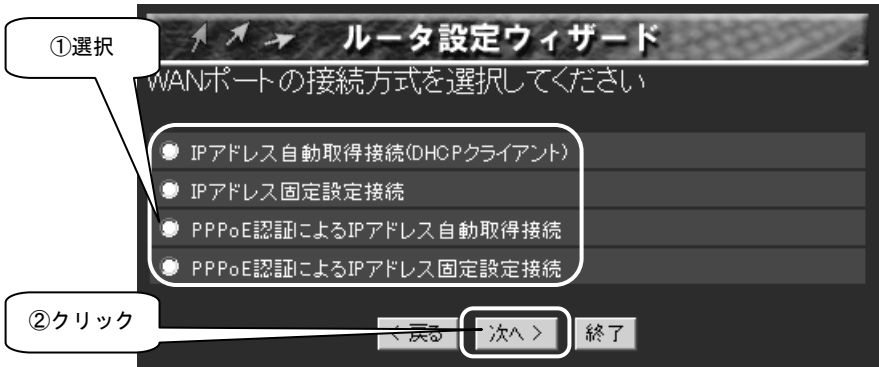 ①選択
ルータ設定ウィザード
WANポートの接続方式を選択してください
IPアドレス自動取得接続(DHCPクライアント)
IPアドレス固定設定接続
PPPoE認証によるIPアドレス自動取得接続
PPPoE認証によるIPアドレス固定設定接続
②クリック
< 戻る
次へ >
終了